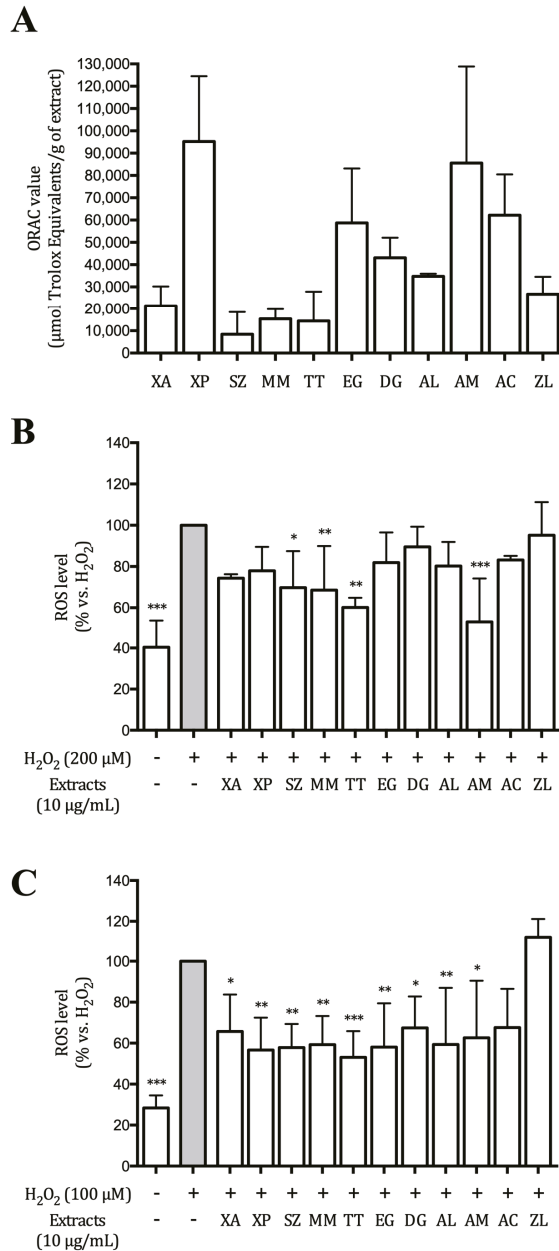 A
ORAC value
(µmol Trolox Equivalents/g of extract)
130,000
120,000
110,000
100,000
90,000
80,000
70,000
60,000
50,000
40,000
30,000
20,000
10,000
0
XA XP SZ MM TT EG DG AL AM AC ZL
B
ROS level
(% vs. H₂O₂)
140
120
100
80
60
40
20
0
*** * ** ** ***
H₂O₂ (200 µM) - + + + + + + + + + + + +
Extracts - - XA XP SZ MM TT EG DG AL AM AC ZL
(10 µg/mL)
C
ROS level
(% vs. H₂O₂)
140
120
100
80
60
40
20
0
*** * ** ** ** *** ** * ** *
H₂O₂ (100 µM) - + + + + + + + + + + + +
Extracts - - XA XP SZ MM TT EG DG AL AM AC ZL
(10 µg/mL)